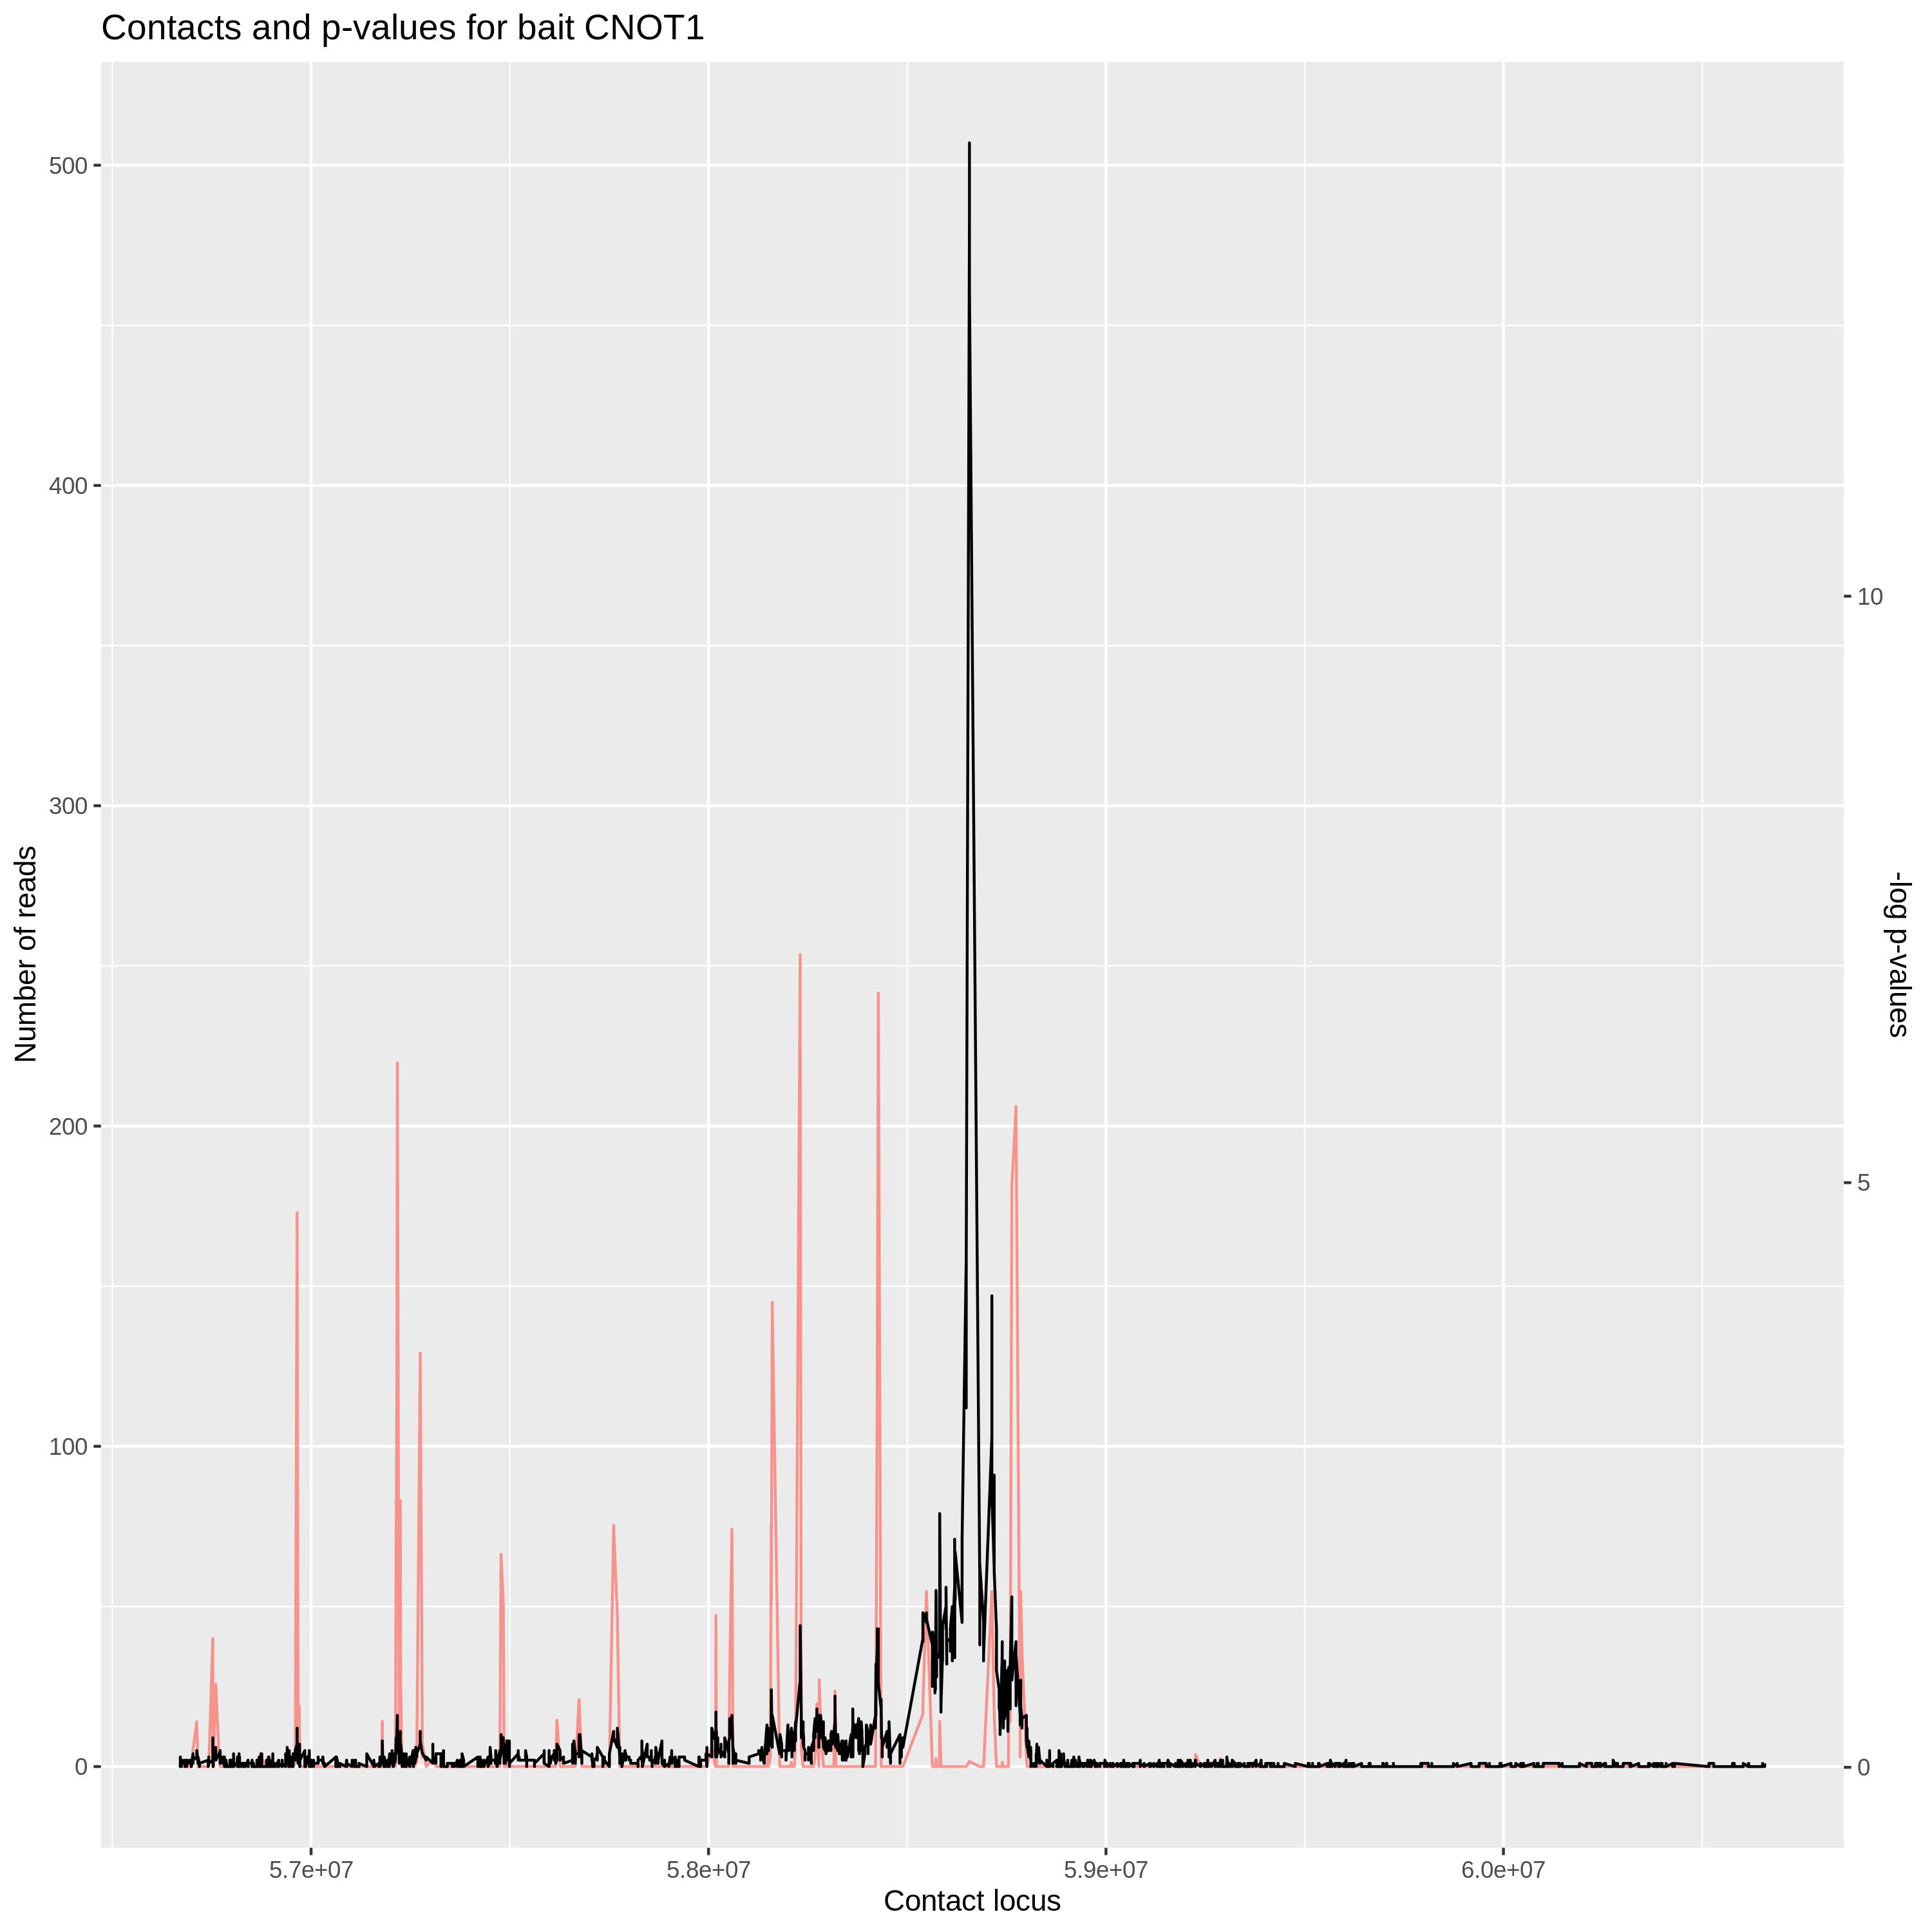 Contacts and p-values for bait CNOT1
500
400
300
200
100
0
Number of reads
10
5
0
-log p-values
5.7e+07
5.8e+07
5.9e+07
6.0e+07
Contact locus